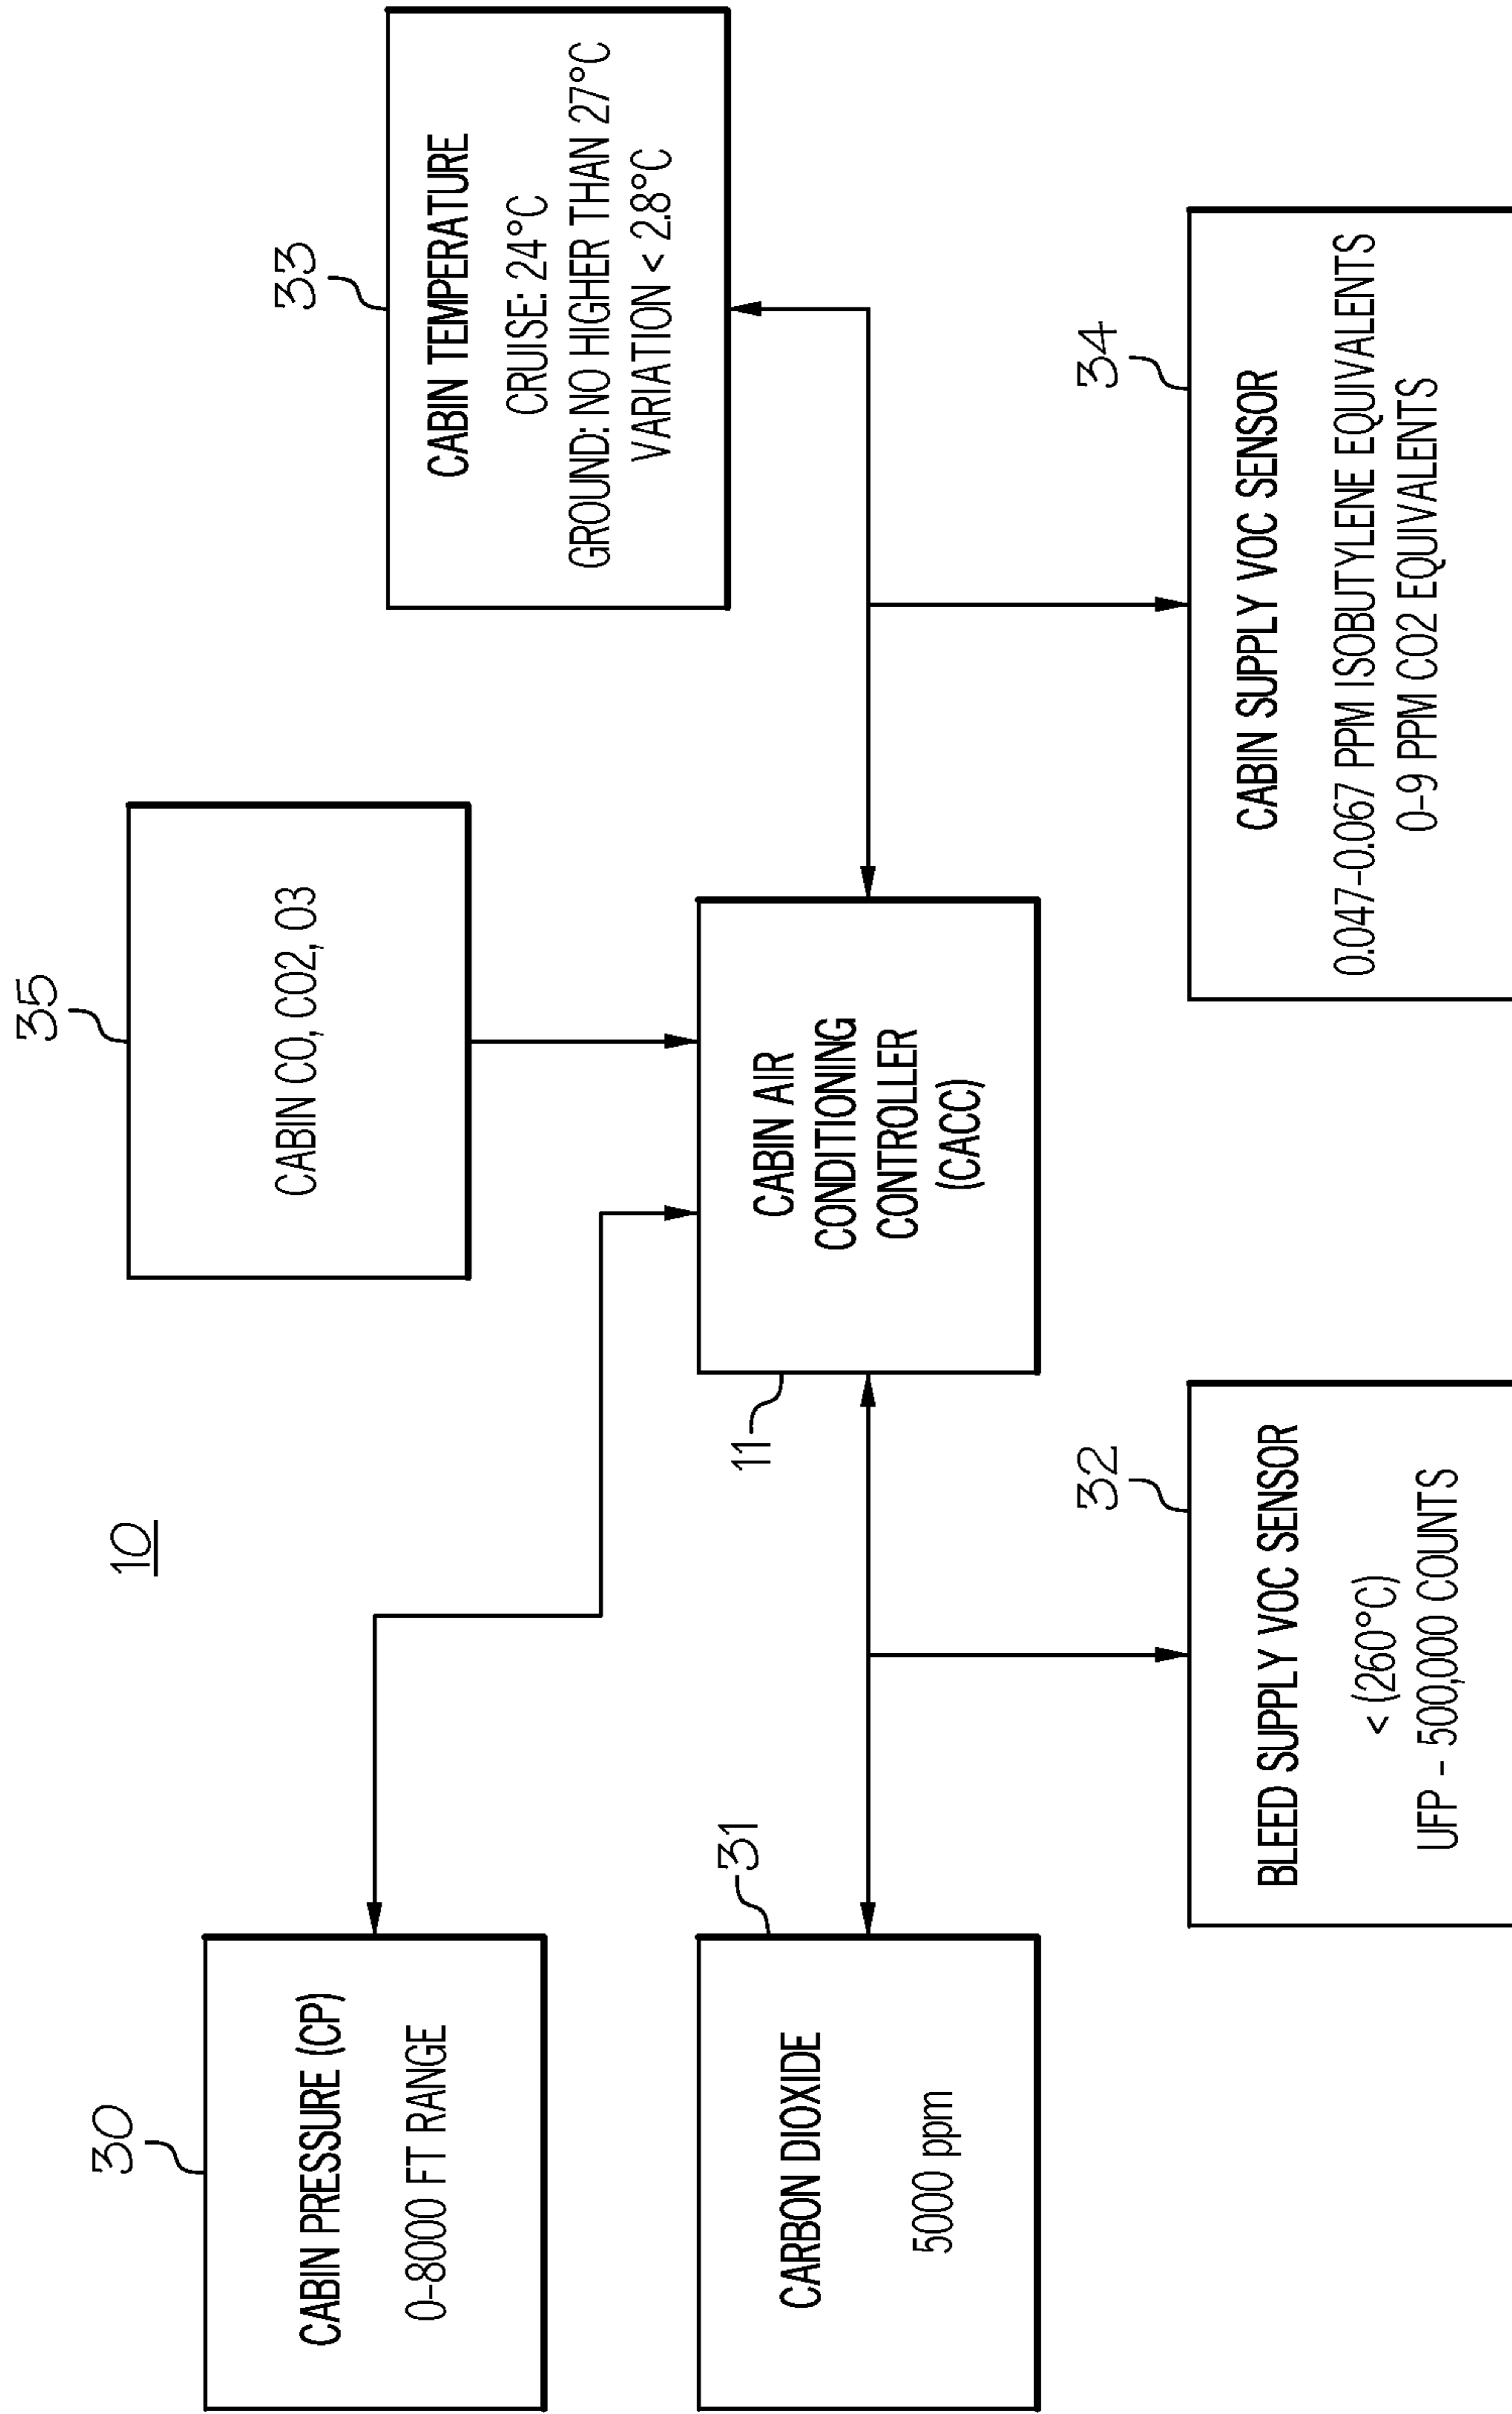 10
35
CABIN CO, CO2, O3
30
CABIN PRESSURE (CP)
0-8000 FT RANGE
33
CABIN TEMPERATURE
CRUISE: 24°C
GROUND: NO HIGHER THAN 27°C
VARIATION < 2.8°C
31
CARBON DIOXIDE
5000 ppm
11
CABIN AIR
CONDITIONING
CONTROLLER
(CACC)
32
BLEED SUPPLY VOC SENSOR
< (260°C)
UFP - 500,000 COUNTS
34
CABIN SUPPLY VOC SENSOR
0.047-0.067 PPM ISOBUTYLENE EQUIVALENTS
0-9 PPM CO2 EQUIVALENTS